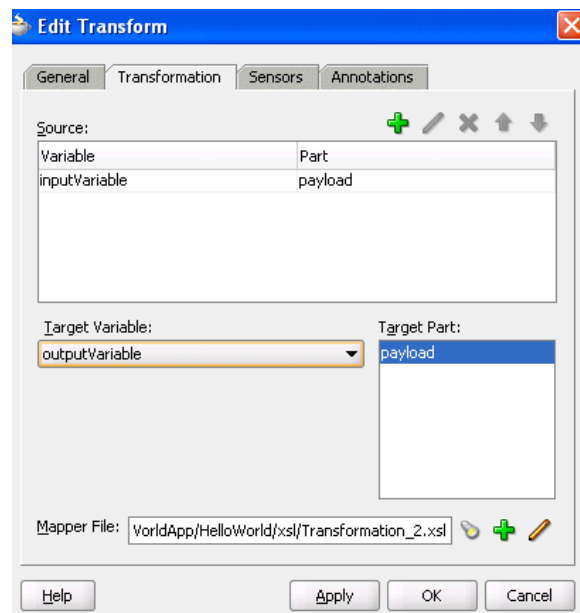 Edit Transform
General Transformation Sensors Annotations
Source:
Variable Part
inputVariable payload
Target Variable: Target Part:
outputVariable payload
Mapper File: VorldApp/HelloWorld/xsl/Transformation_2.xsl
Help Apply OK Cancel